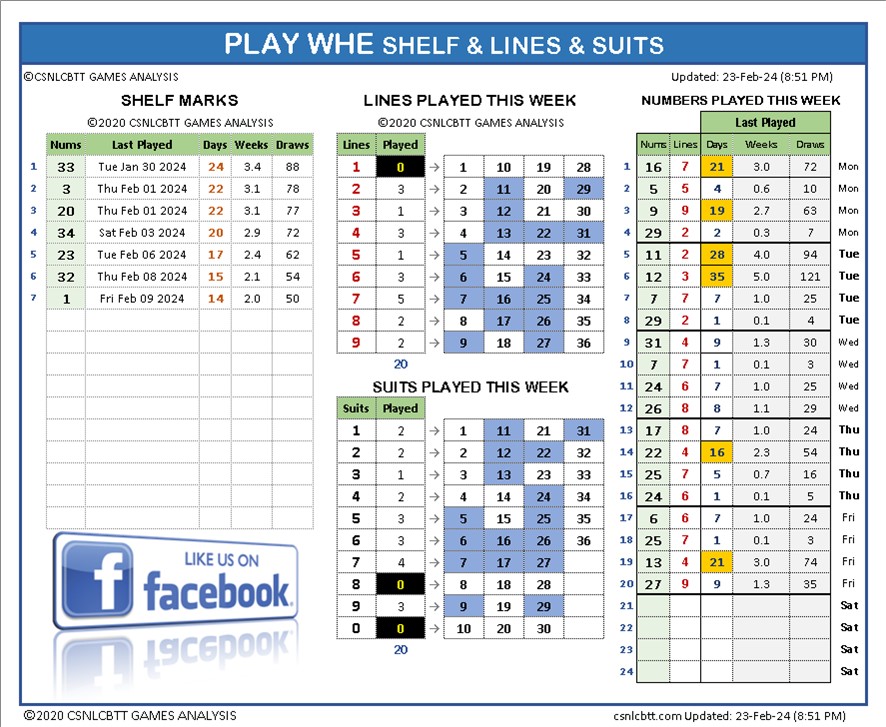 PLAY WHE SHELF & LINES & SUITS
©CSNLCBTT GAMES ANALYSIS
Updated: 23-Feb-24 (8:51 PM)
SHELF MARKS
©2020 CSNLCBTT GAMES ANALYSIS
Nums Last Played Days Weeks Draws
1 33 Tue Jan 30 2024 24 3.4 88
2 3 Thu Feb 01 2024 22 3.1 78
3 20 Thu Feb 01 2024 22 3.1 77
4 34 Sat Feb 03 2024 20 2.9 72
5 23 Tue Feb 06 2024 17 2.4 62
6 32 Thu Feb 08 2024 15 2.1 54
7 1 Fri Feb 09 2024 14 2.0 50
LIKE US ON
f facebook
LINES PLAYED THIS WEEK
©2020 CSNLCBTT GAMES ANALYSIS
Lines Played
1 0 → 1 10 19 28
2 3 → 2 11 20 29
3 1 → 3 12 21 30
4 3 → 4 13 22 31
5 1 → 5 14 23 32
6 3 → 6 15 24 33
7 5 → 7 16 25 34
8 2 → 8 17 26 35
9 2 → 9 18 27 36
20
SUITS PLAYED THIS WEEK
Suits Played
1 2 → 1 11 21 31
2 2 → 2 12 22 32
3 1 → 3 13 23 33
4 2 → 4 14 24 34
5 3 → 5 15 25 35
6 3 → 6 16 26 36
7 4 → 7 17 27
8 0 → 8 18 28
9 3 → 9 19 29
0 0 → 10 20 30
20
NUMBERS PLAYED THIS WEEK
Last Played
Nums Lines Days Weeks Draws
1 16 7 21 3.0 72 Mon
2 5 5 4 0.6 10 Mon
3 9 9 19 2.7 63 Mon
4 29 2 2 0.3 7 Mon
5 11 2 28 4.0 94 Tue
6 12 3 35 5.0 121 Tue
7 7 7 7 1.0 25 Tue
8 29 2 1 0.1 4 Tue
9 31 4 9 1.3 30 Wed
10 7 7 1 0.1 3 Wed
11 24 6 7 1.0 25 Wed
12 26 8 8 1.1 29 Wed
13 17 8 7 1.0 24 Thu
14 22 4 16 2.3 54 Thu
15 25 7 5 0.7 16 Thu
16 24 6 1 0.1 5 Thu
17 6 6 7 1.0 24 Fri
18 25 7 1 0.1 3 Fri
19 13 4 21 3.0 74 Fri
20 27 9 9 1.3 35 Fri
21 Sat
22 Sat
23 Sat
24 Sat
©2020 CSNLCBTT GAMES ANALYSIS
csnlcbtt.com Updated: 23-Feb-24 (8:51 PM)